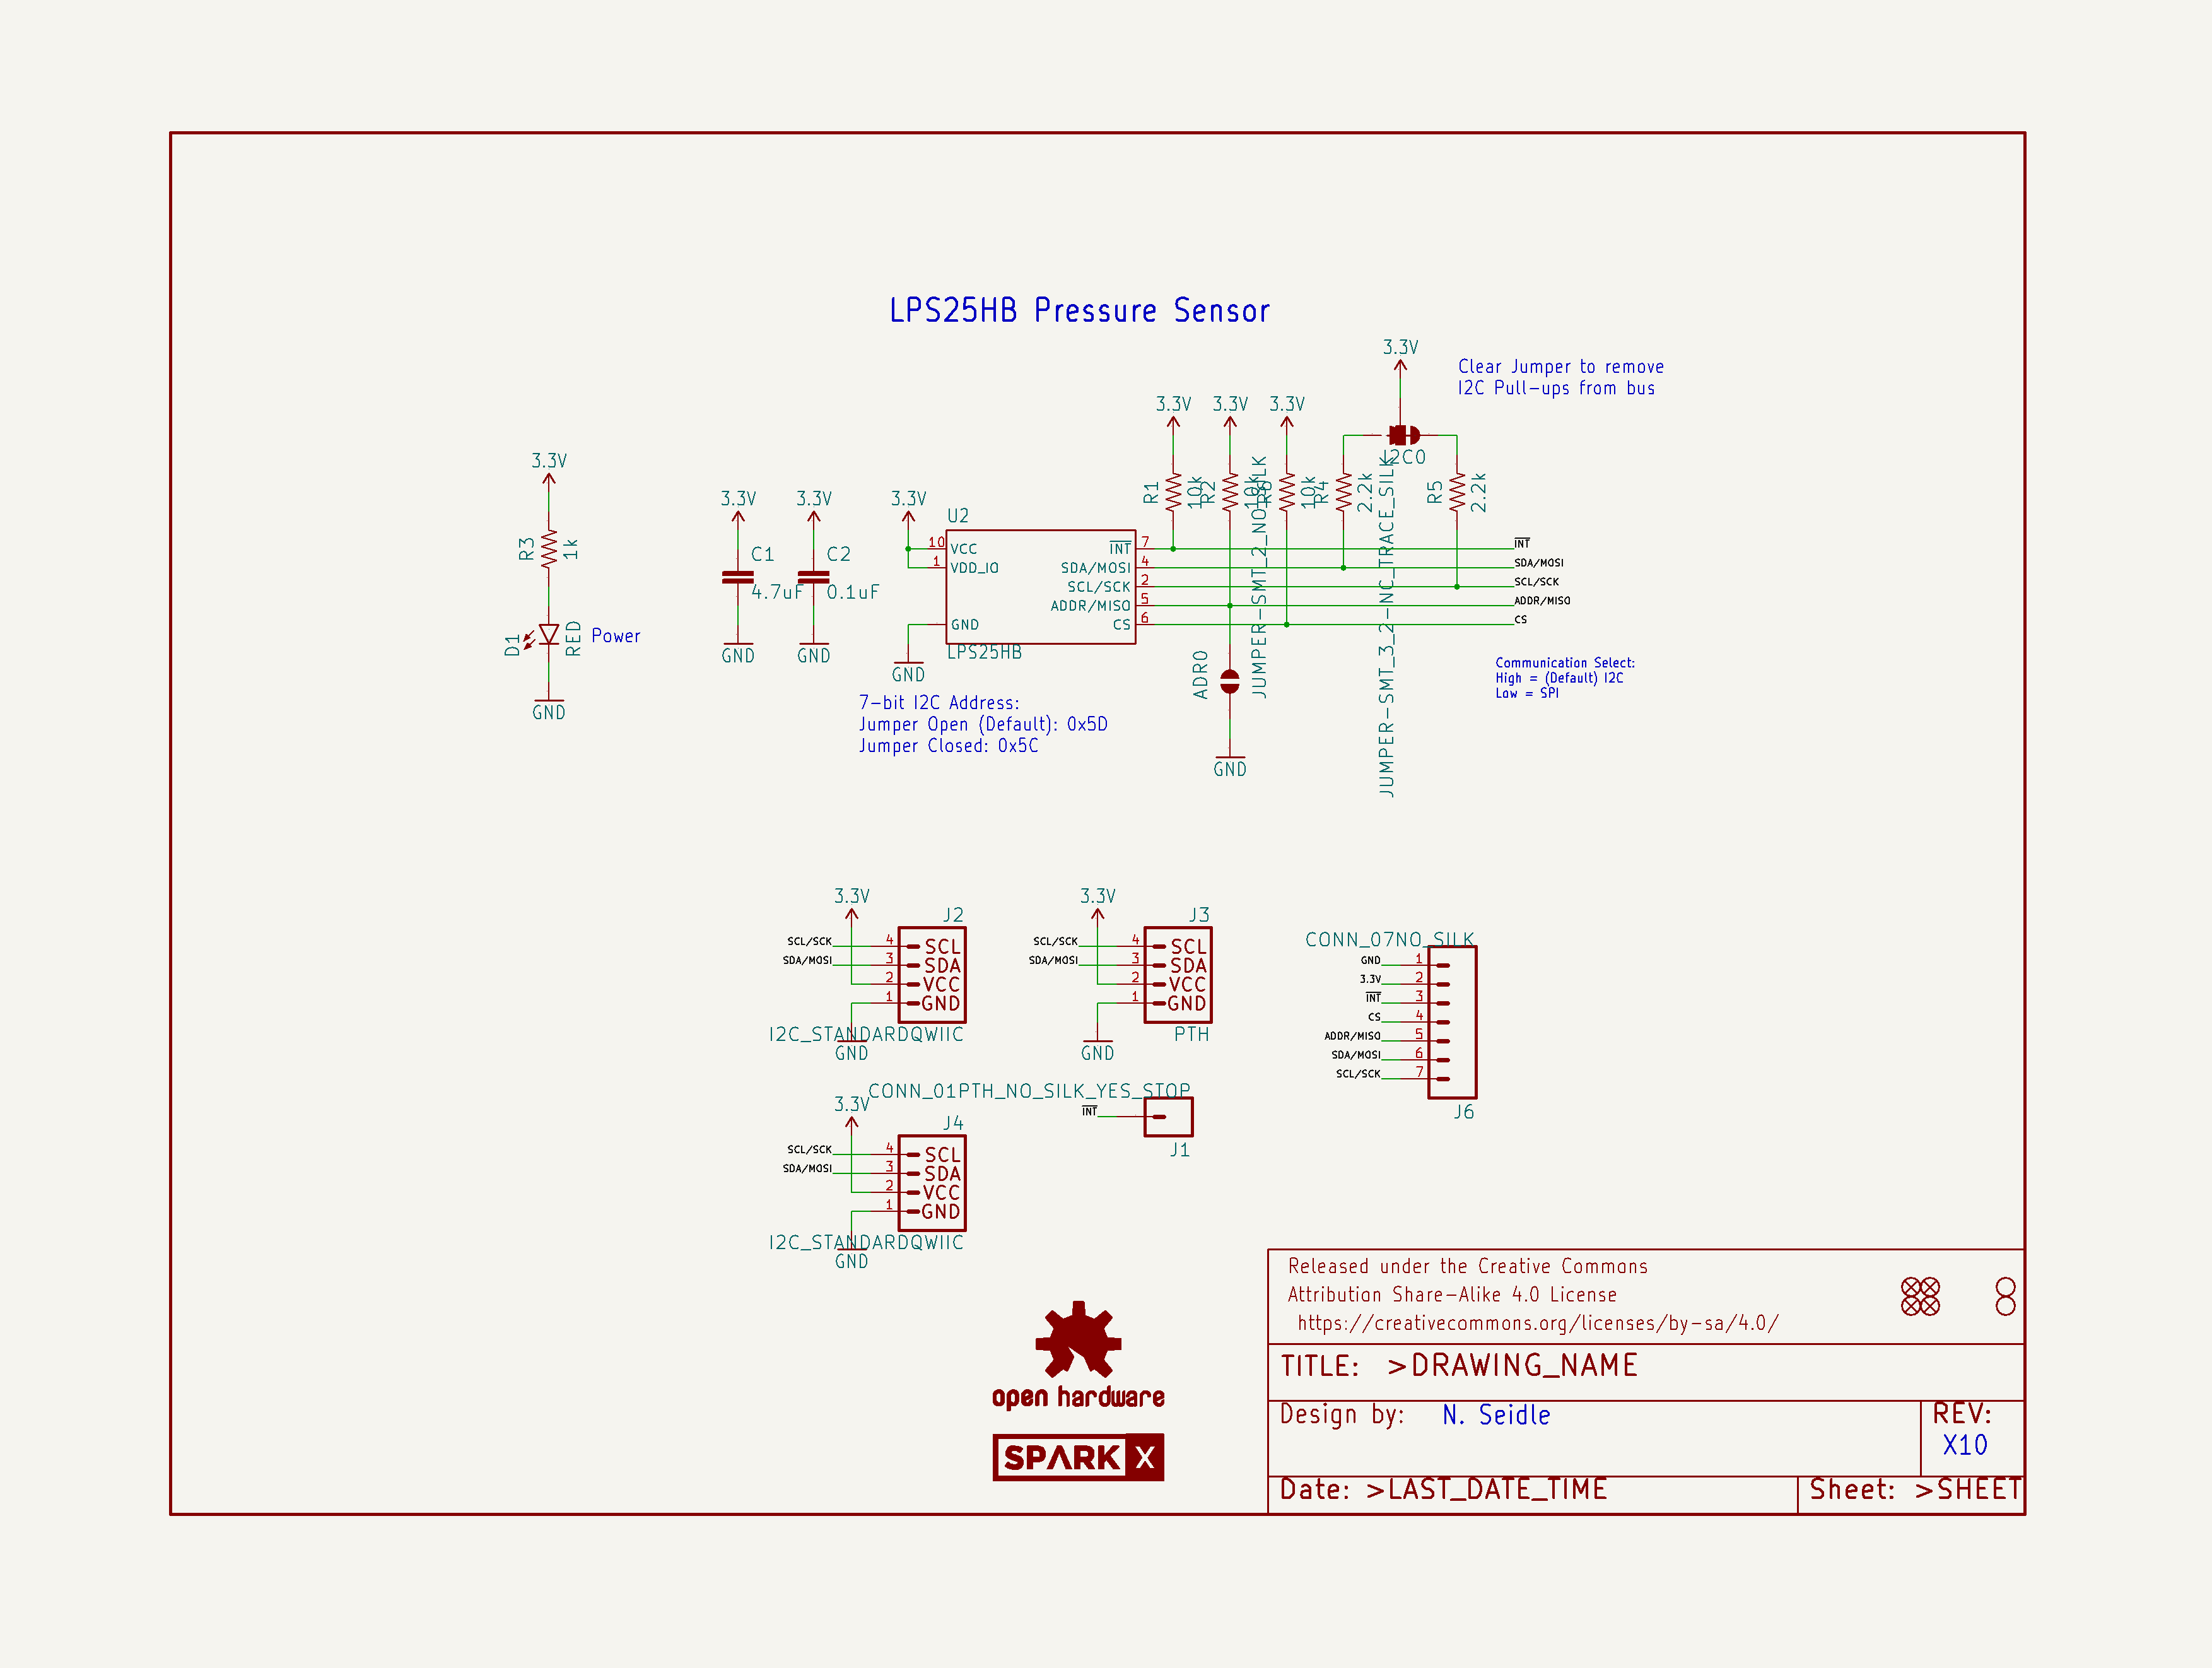 LPS25HB Pressure Sensor
3.3V
Clear Jumper to remove
I2C Pull-ups from bus
3.3V
3.3V
3.3V
I2C0
JUMPER-SMT_3_2-NC_TRACE_SILK
R1
10k
R2
10k
R6
10k
R4
2.2k
R5
2.2k
3.3V
R3
1k
D1
RED
Power
GND
3.3V
C1
4.7uF
GND
3.3V
C2
0.1uF
GND
3.3V
U2
10
VCC
1
VDD_IO
GND
INT
7
SDA/MOSI
4
SCL/SCK
2
ADDR/MISO
5
CS
6
LPS25HB
GND
INT
SDA/MOSI
SCL/SCK
ADDR/MISO
CS
ADR0
JUMPER-SMT_2_NO_SILK
GND
Communication Select:
High = (Default) I2C
Low = SPI
7-bit I2C Address:
Jumper Open (Default): 0x5D
Jumper Closed: 0x5C
3.3V
J2
SCL/SCK
4
SCL
SDA/MOSI
3
SDA
2
VCC
1
GND
I2C_STANDARDQWIIC
GND
3.3V
J3
SCL/SCK
4
SCL
SDA/MOSI
3
SDA
2
VCC
1
GND
PTH
GND
CONN_07NO_SILK
GND
1
3.3V
2
INT
3
CS
4
ADDR/MISO
5
SDA/MOSI
6
SCL/SCK
7
J6
CONN_01PTH_NO_SILK_YES_STOP
INT
J1
3.3V
J4
SCL/SCK
4
SCL
SDA/MOSI
3
SDA
2
VCC
1
GND
I2C_STANDARDQWIIC
GND
open hardware
SPARK X
Released under the Creative Commons
Attribution Share-Alike 4.0 License
https://creativecommons.org/licenses/by-sa/4.0/
TITLE: >DRAWING_NAME
Design by: N. Seidle
REV:
X10
Date: >LAST_DATE_TIME
Sheet: >SHEET